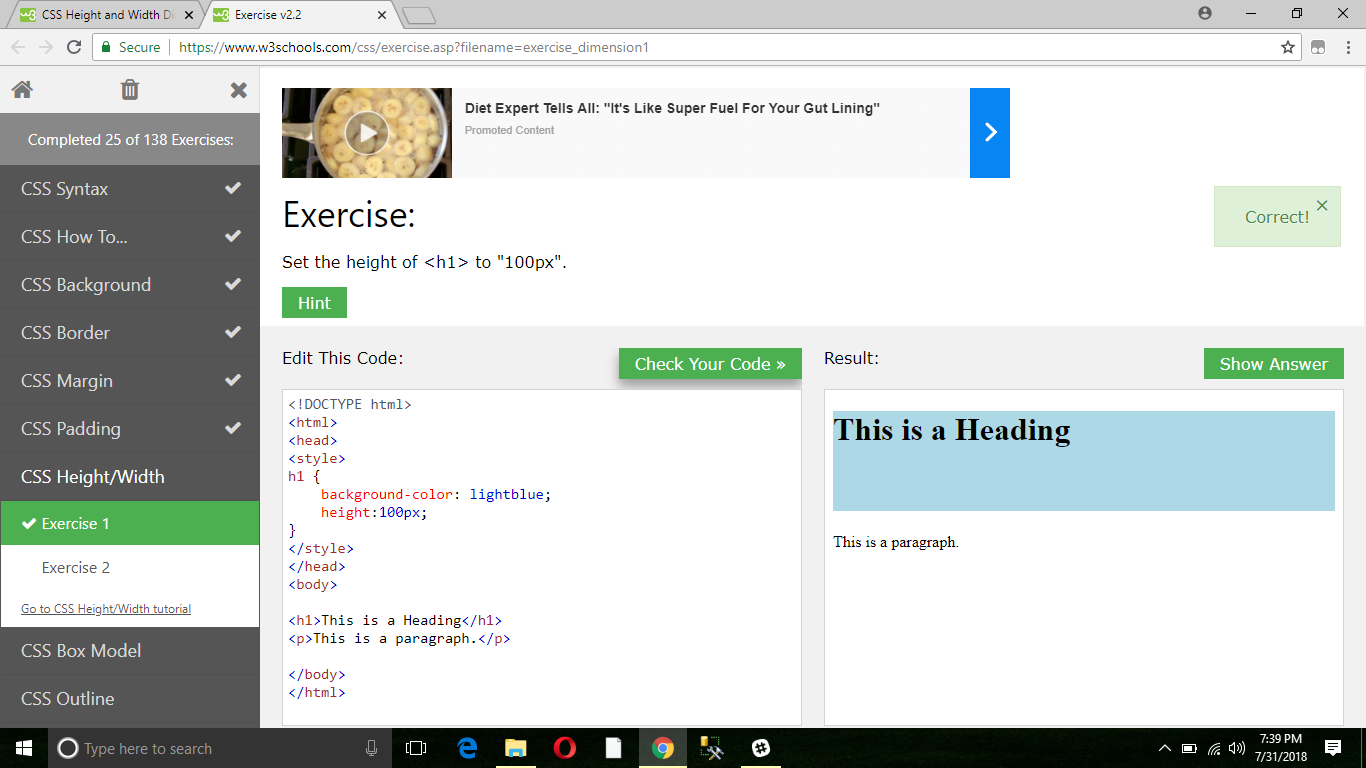 CSS Height and Width Di
Exercise v2.2
Secure
https://www.w3schools.com/css/exercise.asp?filename=exercise_dimension1
Completed 25 of 138 Exercises:
CSS Syntax
CSS How To...
CSS Background
CSS Border
CSS Margin
CSS Padding
CSS Height/Width
Exercise 1
Exercise 2
Go to CSS Height/Width tutorial
CSS Box Model
CSS Outline
Diet Expert Tells All: "It's Like Super Fuel For Your Gut Lining"
Promoted Content
Exercise:
Correct!
Set the height of <h1> to "100px".
Hint
Edit This Code:
Check Your Code »
<!DOCTYPE html>
<html>
<head>
<style>
h1 {
    background-color: lightblue;
    height:100px;
}
</style>
</head>
<body>
<h1>This is a Heading</h1>
<p>This is a paragraph.</p>
</body>
</html>
Result:
Show Answer
This is a Heading
This is a paragraph.
Type here to search
7:39 PM
7/31/2018